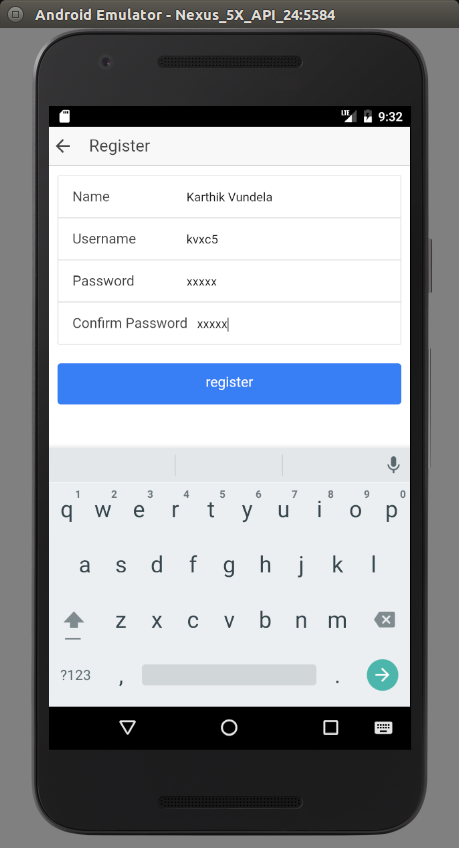 Android Emulator - Nexus_5X_API_24:5584
LTE 9:32
Register
Name Karthik Vundela
Username kvxc5
Password xxxxx
Confirm Password xxxxx
register
1 2 3 4 5 6 7 8 9 0
q w e r t y u i o p
a s d f g h j k l
z x c v b n m
?123 , .